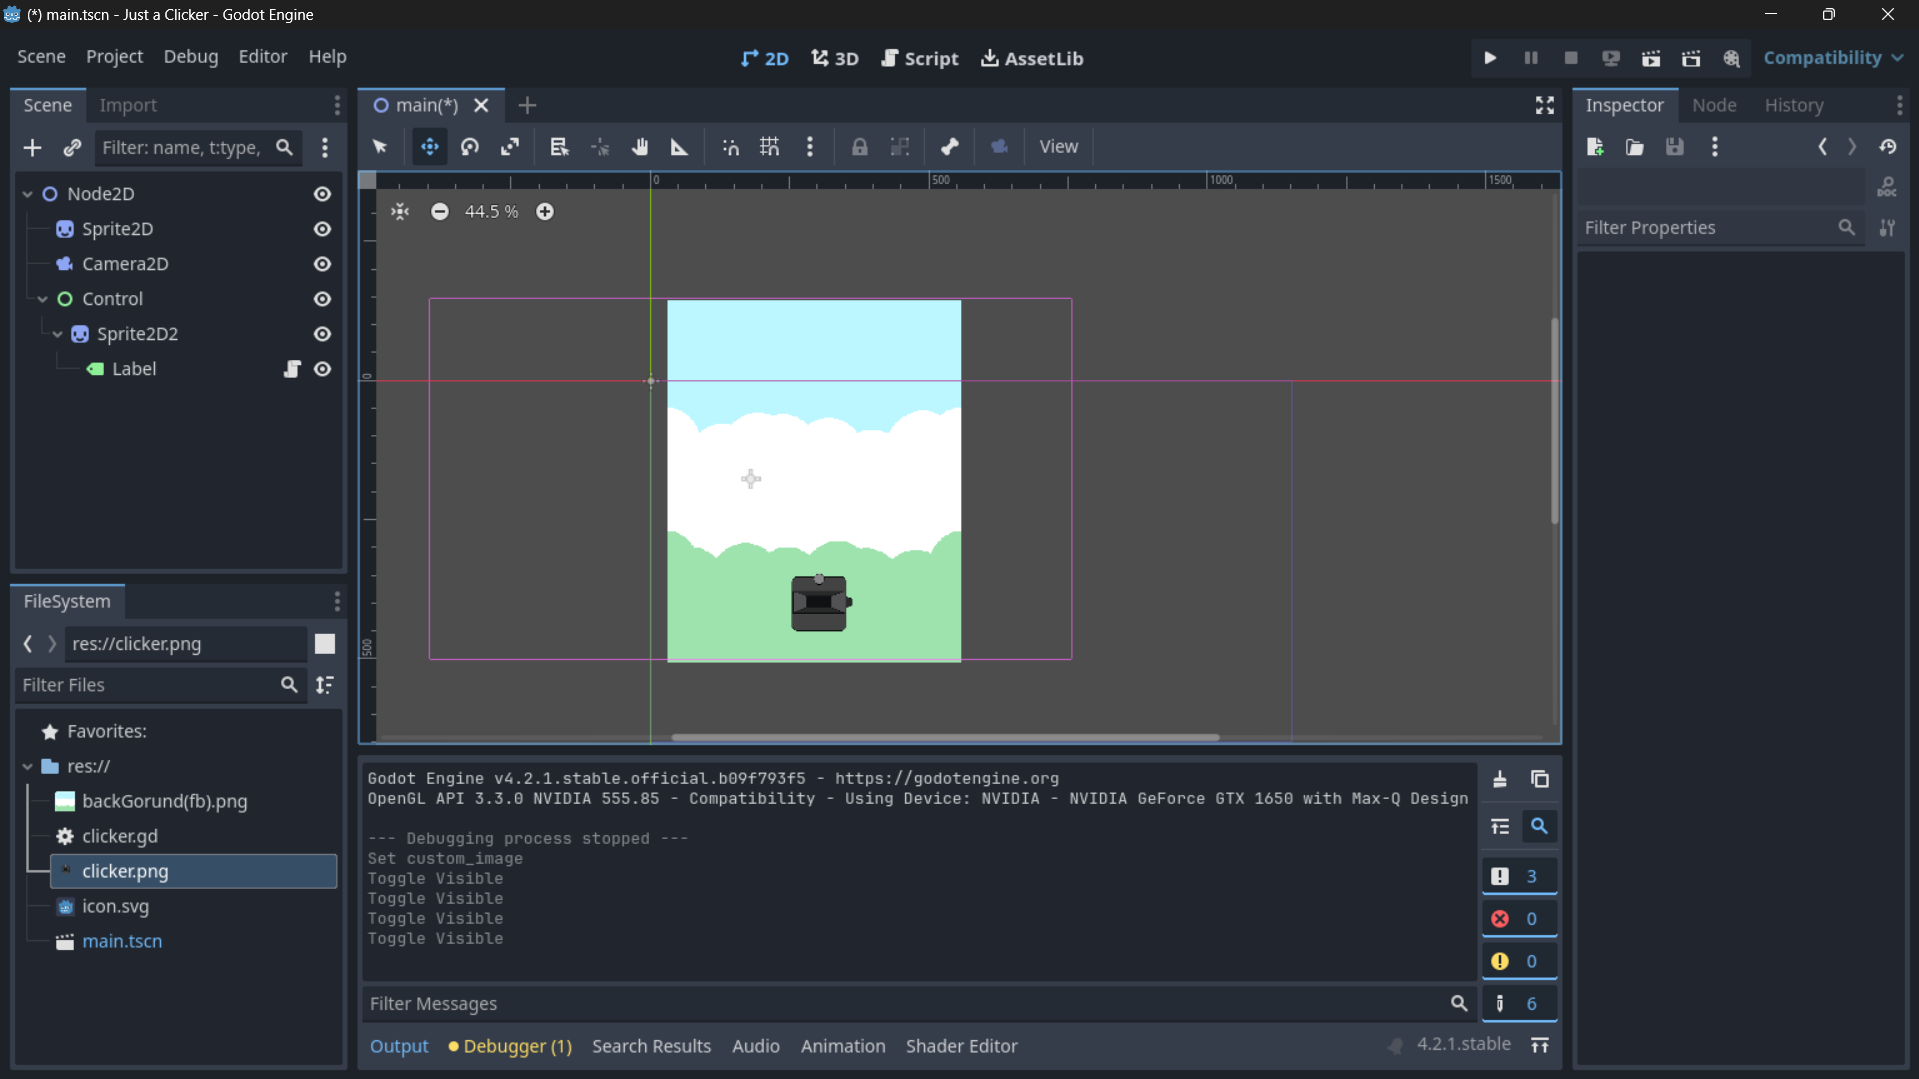 (*) main.tscn - Just a Clicker - Godot Engine
Scene Project Debug Editor Help
2D 3D Script AssetLib
Compatibility
Scene Import
main(*)
Inspector Node History
Filter: name, t:type,
View
Node2D
Sprite2D
Camera2D
Control
Sprite2D2
Label
0 500 1000 1500
44.5 %
0
500
DOC
Filter Properties
FileSystem
res://clicker.png
Filter Files
Favorites:
res://
backGorund(fb).png
clicker.gd
clicker.png
icon.svg
main.tscn
Godot Engine v4.2.1.stable.official.b09f793f5 - https://godotengine.org
OpenGL API 3.3.0 NVIDIA 555.85 - Compatibility - Using Device: NVIDIA - NVIDIA GeForce GTX 1650 with Max-Q Design
--- Debugging process stopped ---
Set custom_image
Toggle Visible
Toggle Visible
Toggle Visible
Toggle Visible
3
0
0
6
Filter Messages
Output Debugger (1) Search Results Audio Animation Shader Editor
4.2.1.stable